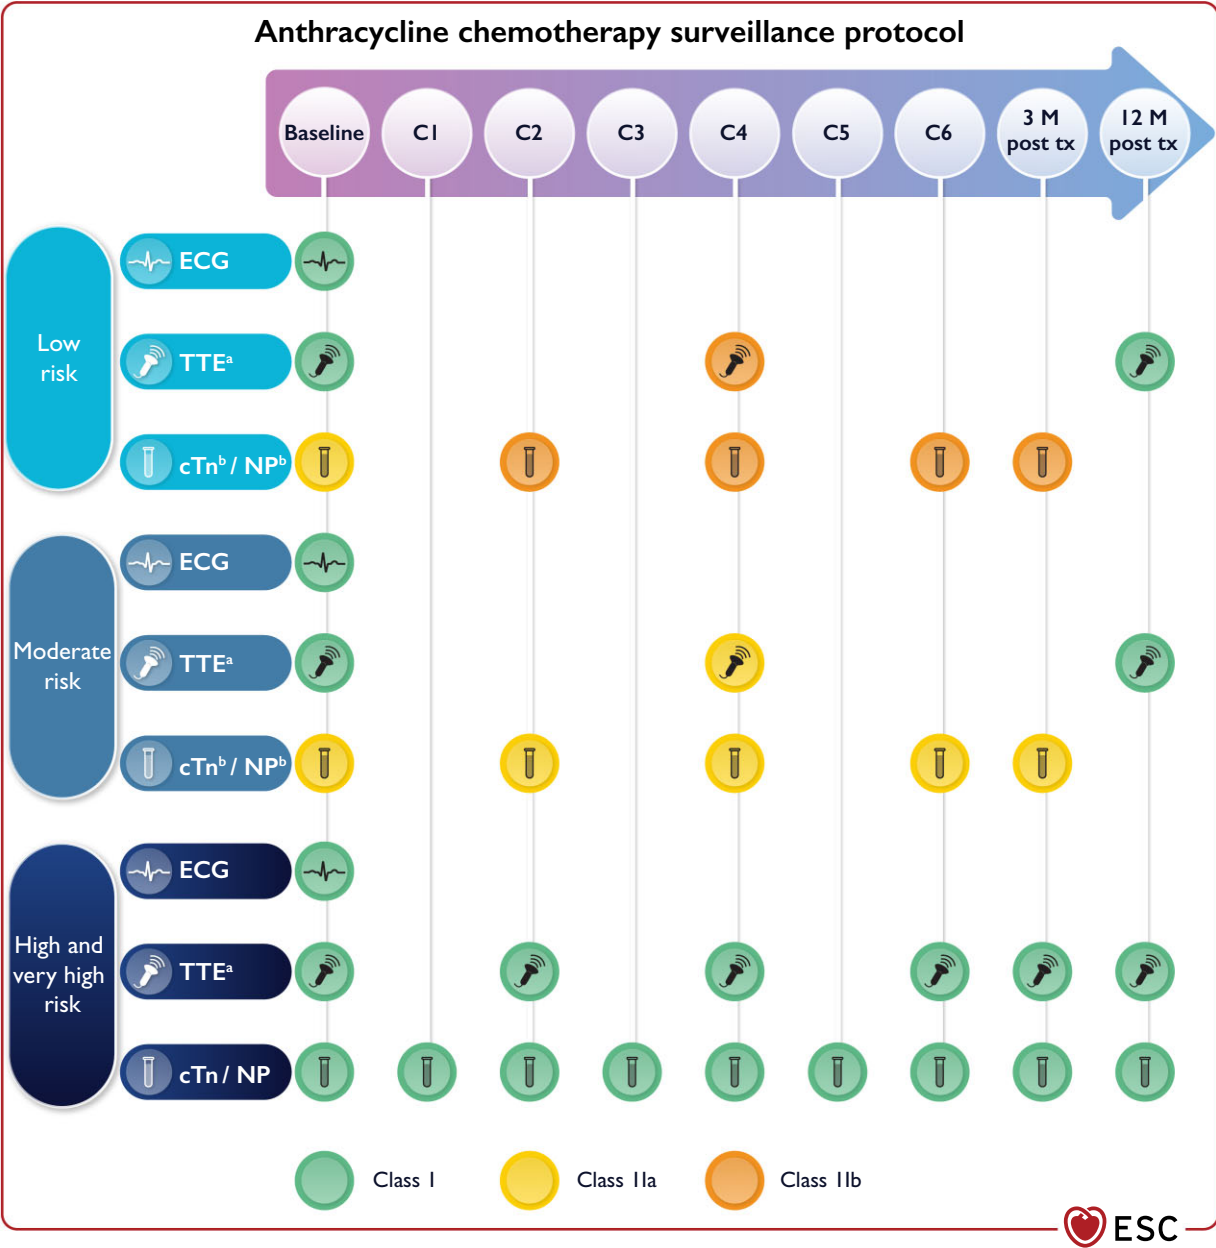 Anthracycline chemotherapy surveillance protocol
Baseline
C1
C2
C3
C4
C5
C6
3 M
post tx
12 M
post tx
Low
risk
ECG
TTEᵃ
cTnᵇ / NPᵇ
Moderate
risk
ECG
TTEᵃ
cTnᵇ / NPᵇ
High and
very high
risk
ECG
TTEᵃ
cTn / NP
Class I
Class IIa
Class IIb
ESC